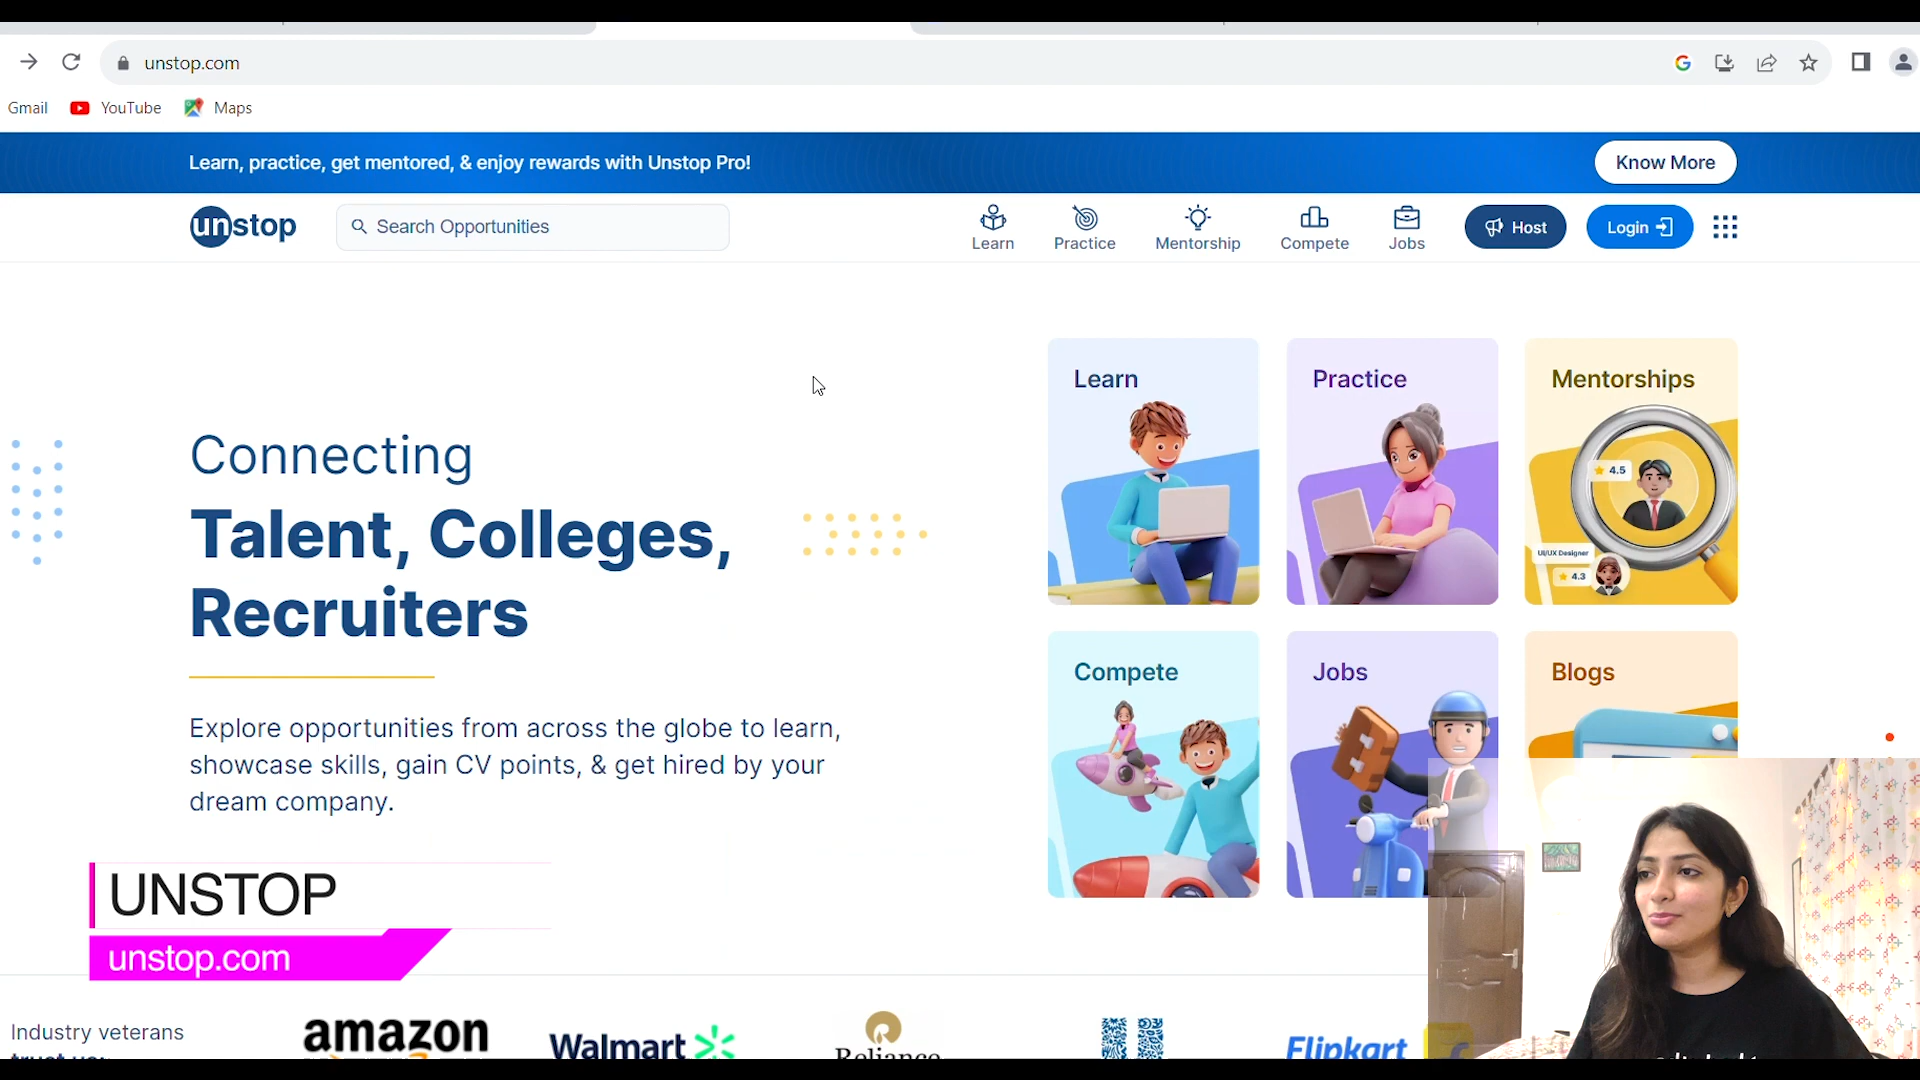 unstop.com
Gmail YouTube Maps
Learn, practice, get mentored, & enjoy rewards with Unstop Pro!
Know More
unstop
Search Opportunities
Learn
Practice
Mentorship
Compete
Jobs
Host
Login
Learn
Practice
Mentorships
4.5
UI/UX Designer
4.3
Connecting
Talent, Colleges,
Recruiters
Explore opportunities from across the globe to learn,
showcase skills, gain CV points, & get hired by your
dream company.
Compete
Jobs
Blogs
UNSTOP
unstop.com
Industry veterans
amazon
Walmart
Reliance
Flipkart